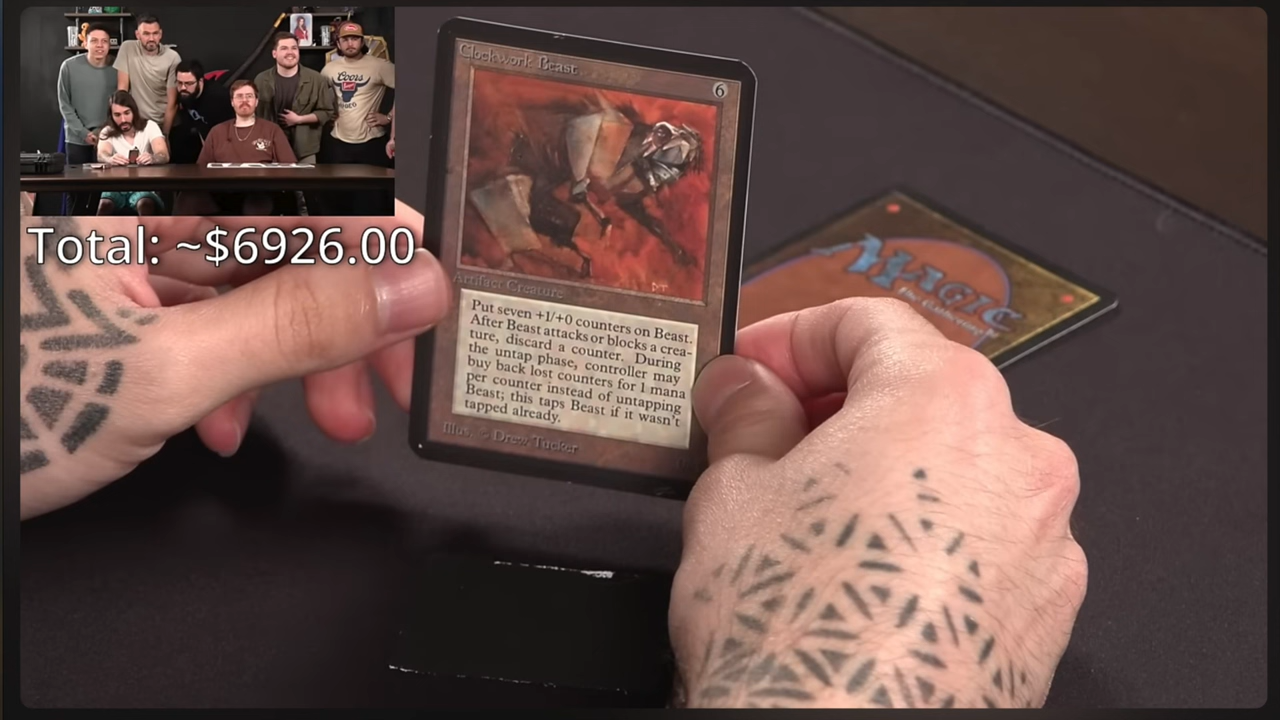 Coors
RODEO
Total: ~$6926.00
Clockwork Beast
6
DT
Artifact Creature
Put seven +1/+0 counters on Beast.
After Beast attacks or blocks a crea-
ture, discard a counter. During
the untap phase, controller may
buy back lost counters for 1 mana
per counter instead of untapping
Beast; this taps Beast if it wasn't
tapped already.
Illus. © Drew Tucker
MAGIC
The Gathering